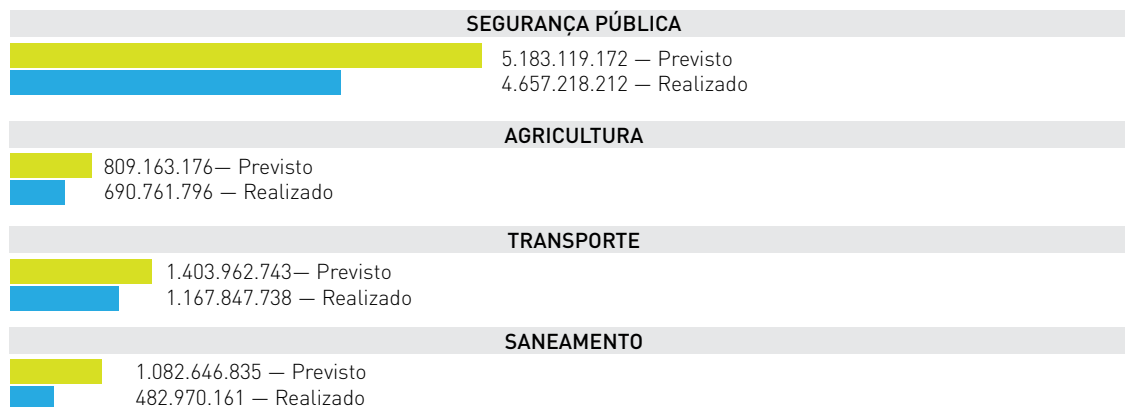 SEGURANÇA PÚBLICA
5.183.119.172 — Previsto
4.657.218.212 — Realizado
AGRICULTURA
809.163.176— Previsto
690.761.796 — Realizado
TRANSPORTE
1.403.962.743— Previsto
1.167.847.738 — Realizado
SANEAMENTO
1.082.646.835 — Previsto
482.970.161 — Realizado